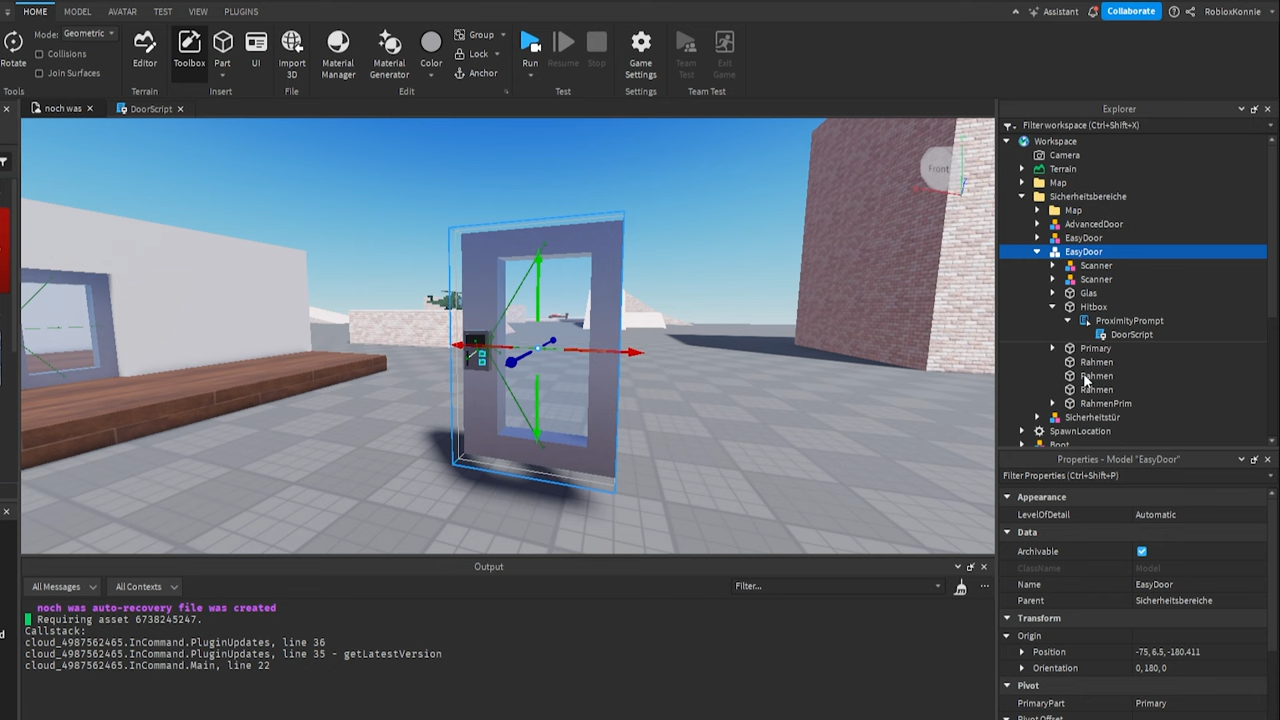 HOME MODEL AVATAR TEST VIEW PLUGINS Assistant Collaborate RobloxKonnie
Rotate
Mode: Geometric
Collisions
Join Surfaces
Tools
Editor
Terrain
Toolbox
Part
UI
Insert
Import
3D
File
Material
Manager
Material
Generator
Color
Group
Lock
Anchor
Edit
Run
Resume
Stop
Test
Game
Settings
Settings
Team
Test
Exit
Game
Team Test
noch was
DoorScript
Front
Explorer
Filter workspace (Ctrl+Shift+X)
Workspace
Camera
Terrain
Map
Sicherheitsbereiche
Map
AdvancedDoor
EasyDoor
EasyDoor
Scanner
Scanner
Glas
Hitbox
ProximityPrompt
DoorScript
Primary
Rahmen
Rahmen
Rahmen
RahmenPrim
Sicherheitstür
SpawnLocation
Boot
Properties - Model "EasyDoor"
Filter Properties (Ctrl+Shift+P)
Appearance
LevelOfDetail Automatic
Data
Archivable
ClassName Model
Name EasyDoor
Parent Sicherheitsbereiche
Transform
Origin
Position -75, 6.5, -180.411
Orientation 0, 180, 0
Pivot
PrimaryPart Primary
Pivot Offset
Output
All Messages All Contexts Filter...
noch was auto-recovery file was created
Requiring asset 6738245247.
Callstack:
cloud_4987562465.InCommand.PluginUpdates, line 36
cloud_4987562465.InCommand.PluginUpdates, line 35 - getLatestVersion
cloud_4987562465.InCommand.Main, line 22